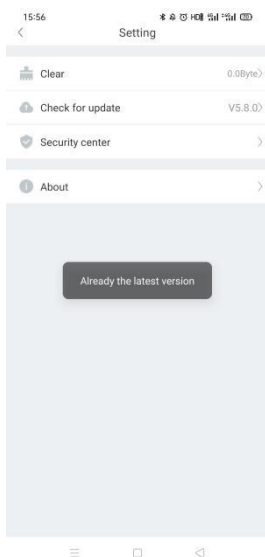 15:56
Setting
Clear 0.0Byte
Check for update V5.8.0
Security center
About
Already the latest version